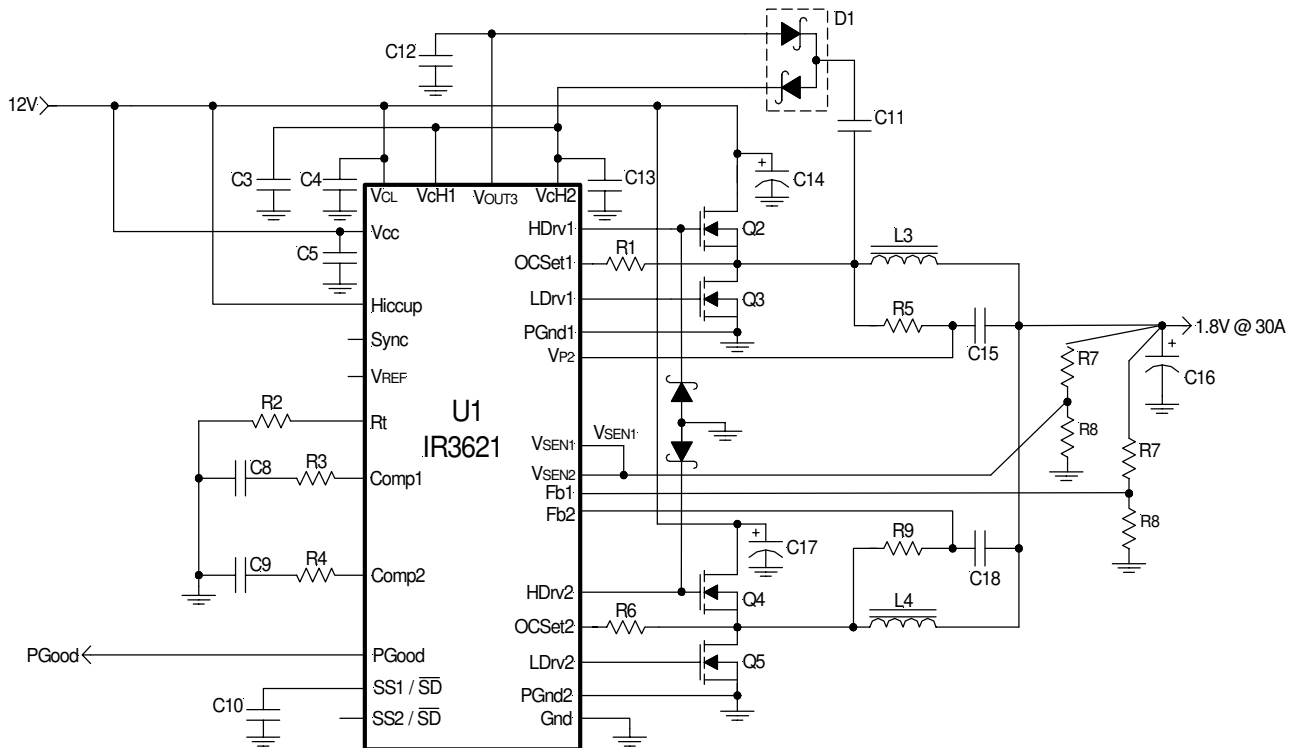 D1
C12
12V
C11
C3
C4
C13
C14
VCL
VcH1
VOUT3
VcH2
Vcc
HDrv1
Q2
C5
OCSet1
R1
L3
Hiccup
LDrv1
Q3
R5
PGnd1
1.8V @ 30A
Sync
VP2
C15
R7
C16
VREF
R2
Rt
U1
IR3621
R8
VSEN1
VSEN1
C8
R3
Comp1
VSEN2
R7
Fb1
Fb2
R8
R9
C17
C9
R4
Comp2
C18
HDrv2
Q4
L4
OCSet2
R6
PGood
PGood
LDrv2
Q5
SS1 / SD
PGnd2
C10
SS2 / SD
Gnd